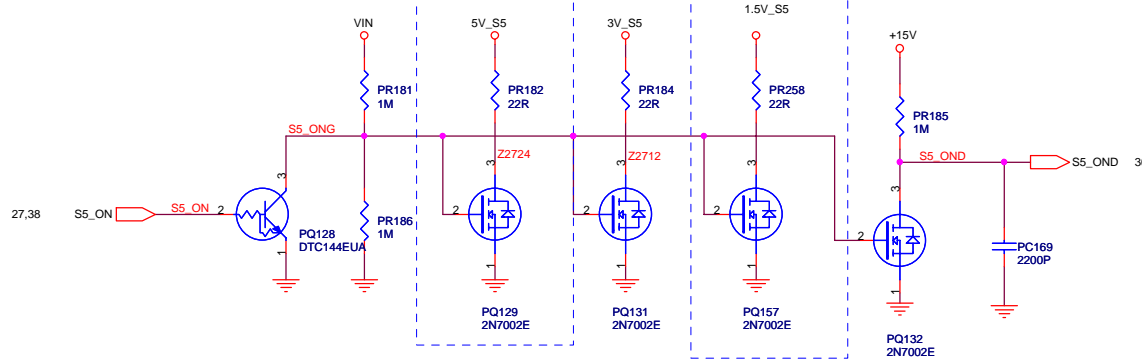 1.5V_S5
VIN
5V_S5
3V_S5
+15V
PR181
1M
PR182
22R
PR184
22R
PR258
22R
PR185
1M
S5_ONG
3
Z2724
3
Z2712
3
3
S5_OND
S5_OND
27,38
S5_ON
S5_ON
2
PQ128
DTC144EUA
1
PR186
1M
2
1
2
1
2
1
3
2
1
PC169
2200P
PQ129
2N7002E
PQ131
2N7002E
PQ157
2N7002E
PQ132
2N7002E